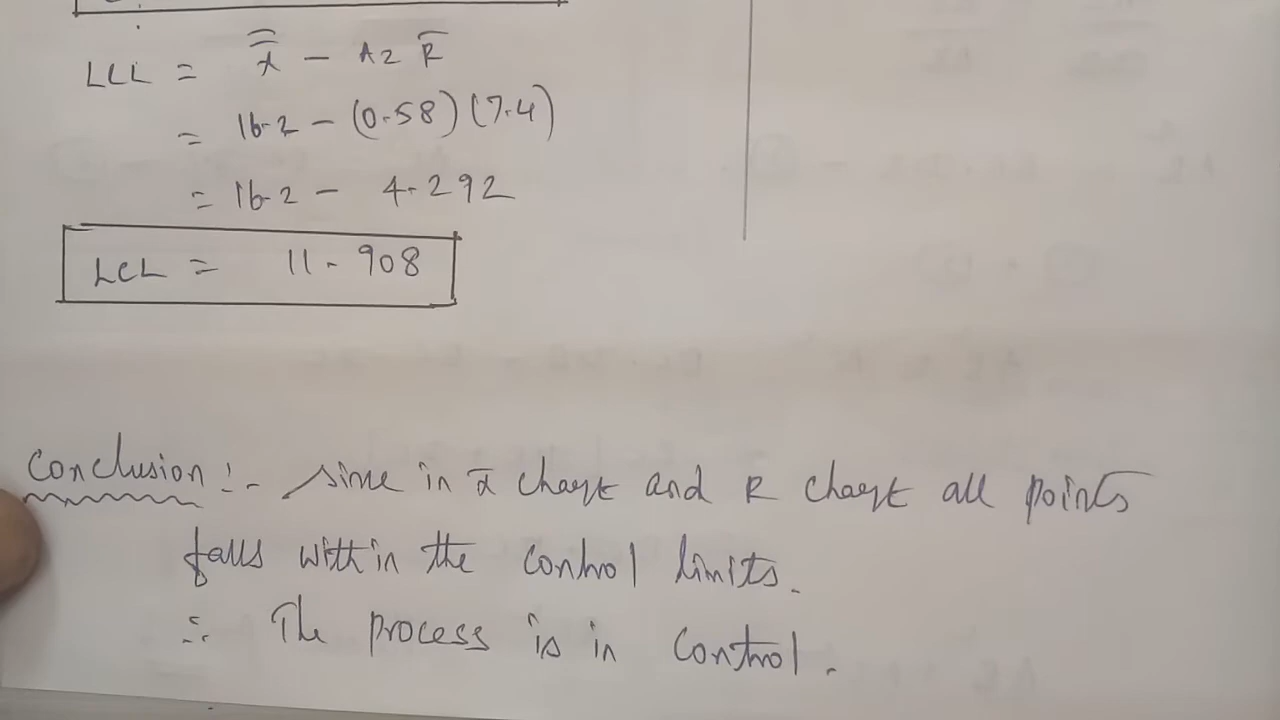 LCL = x̿ - A2 R̅
= 16.2 - (0.58) (7.4)
= 16.2 - 4.292
LCL = 11.908
Conclusion :- since in x̄ chart and R chart all points
falls within the control limits.
∴ The process is in control.